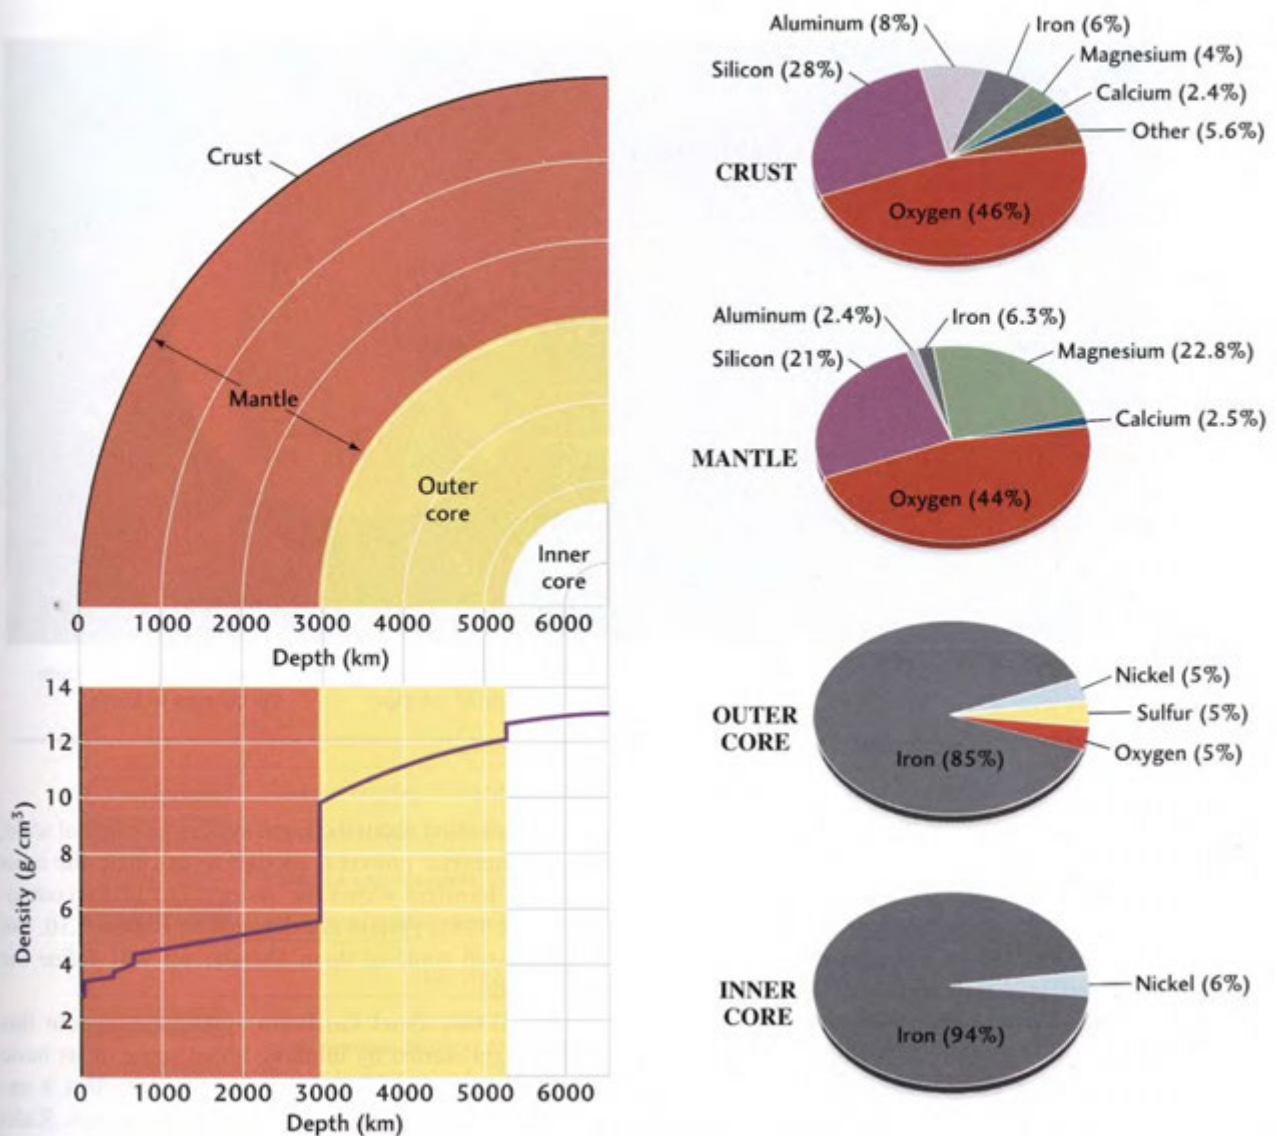 Crust
Mantle
Outer
core
Inner
core
0 1000 2000 3000 4000 5000 6000
Depth (km)
14
12
10
8
6
4
2
Density (g/cm³)
0 1000 2000 3000 4000 5000 6000
Depth (km)
Aluminum (8%)
Iron (6%)
Silicon (28%)
Magnesium (4%)
Calcium (2.4%)
Other (5.6%)
CRUST
Oxygen (46%)
Aluminum (2.4%)
Iron (6.3%)
Silicon (21%)
Magnesium (22.8%)
Calcium (2.5%)
MANTLE
Oxygen (44%)
Nickel (5%)
OUTER
CORE
Sulfur (5%)
Oxygen (5%)
Iron (85%)
INNER
CORE
Nickel (6%)
Iron (94%)